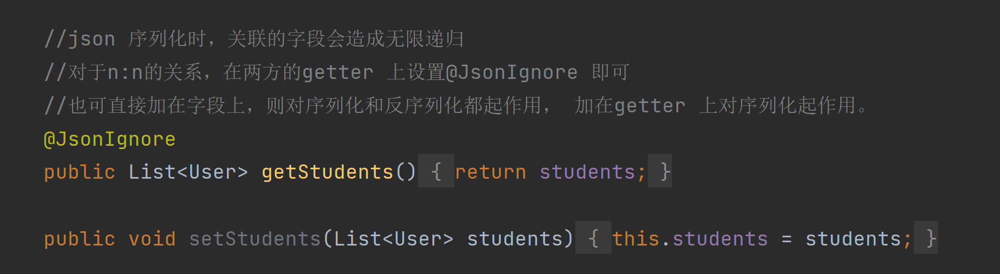 //json 序列化时，关联的字段会造成无限递归
//对于n:n的关系，在两方的getter 上设置@JsonIgnore 即可
//也可直接加在字段上，则对序列化和反序列化都起作用， 加在getter 上对序列化起作用。
@JsonIgnore
public List<User> getStudents() { return students; }
public void setStudents(List<User> students) { this.students = students; }